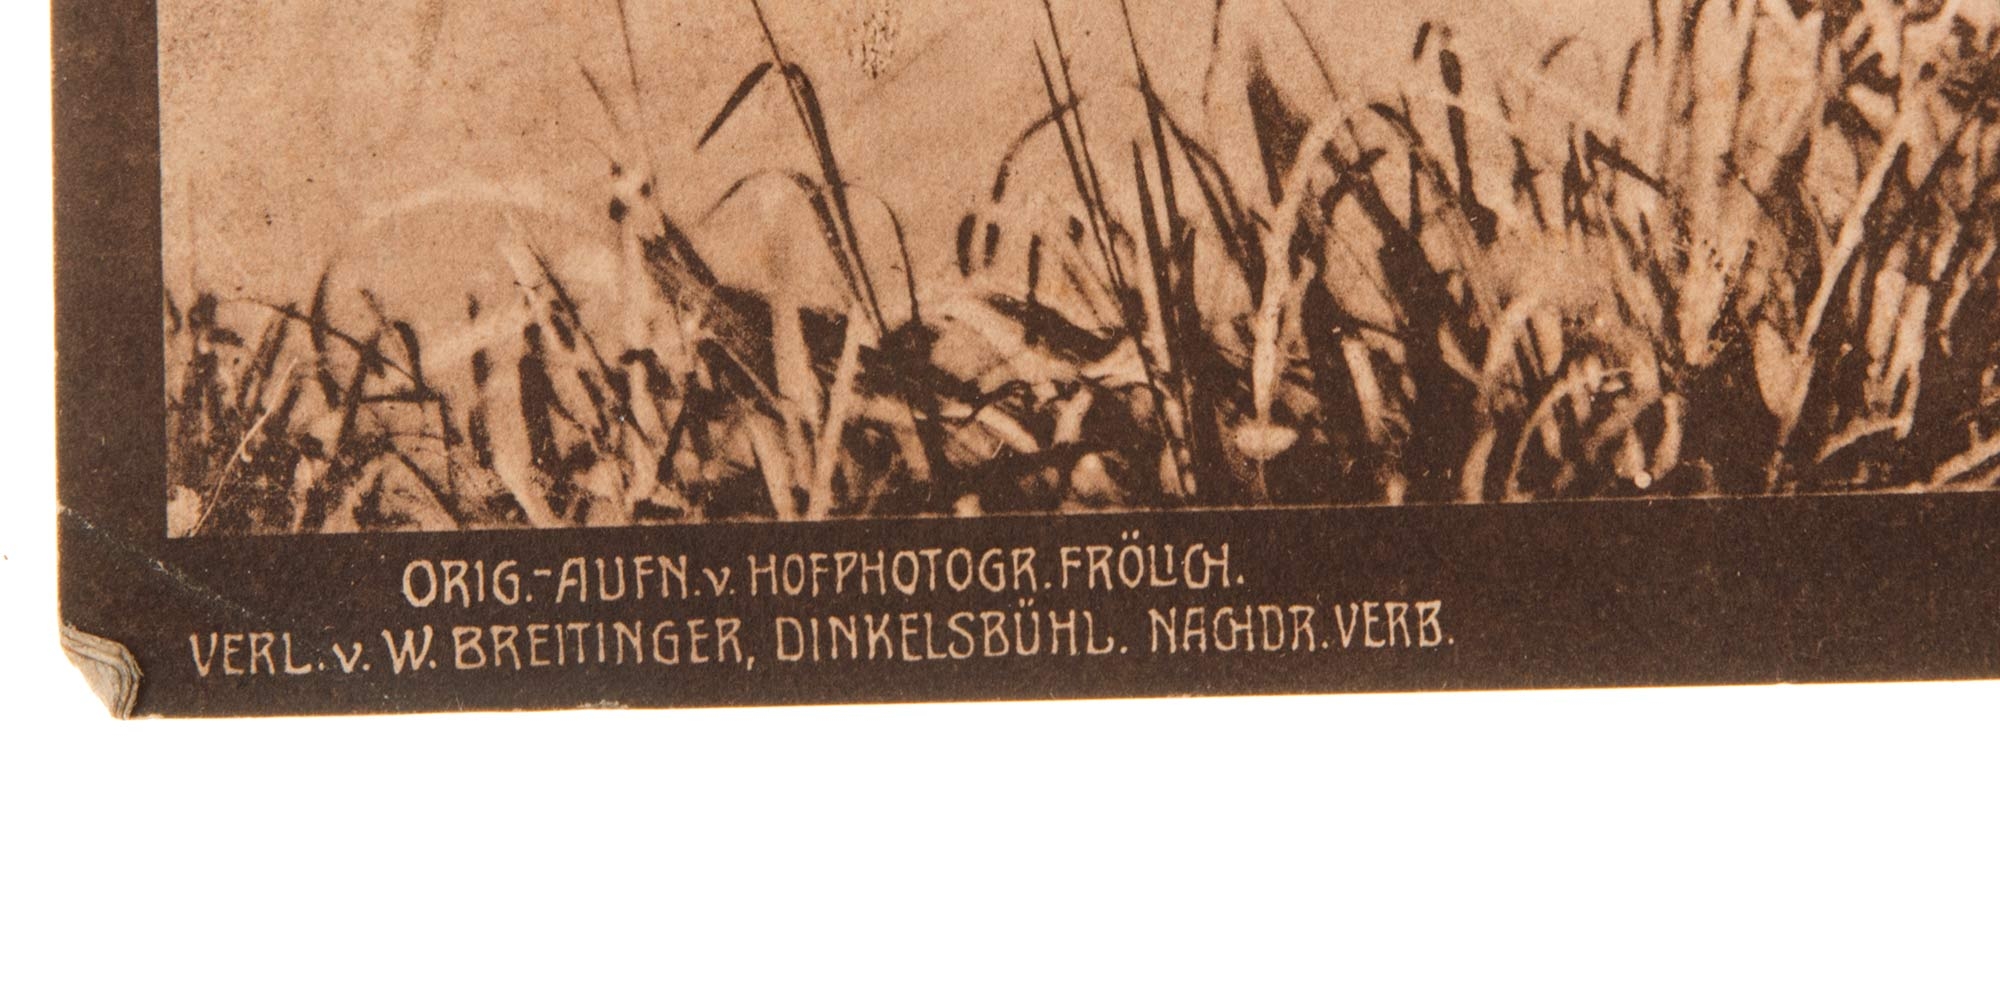 ORIG.-AUFN.v. HOFPHOTOGR. FRÖLICH.
VERL. v. W. BREITINGER, DINKELSBÜHL. NACHDR. VERB.